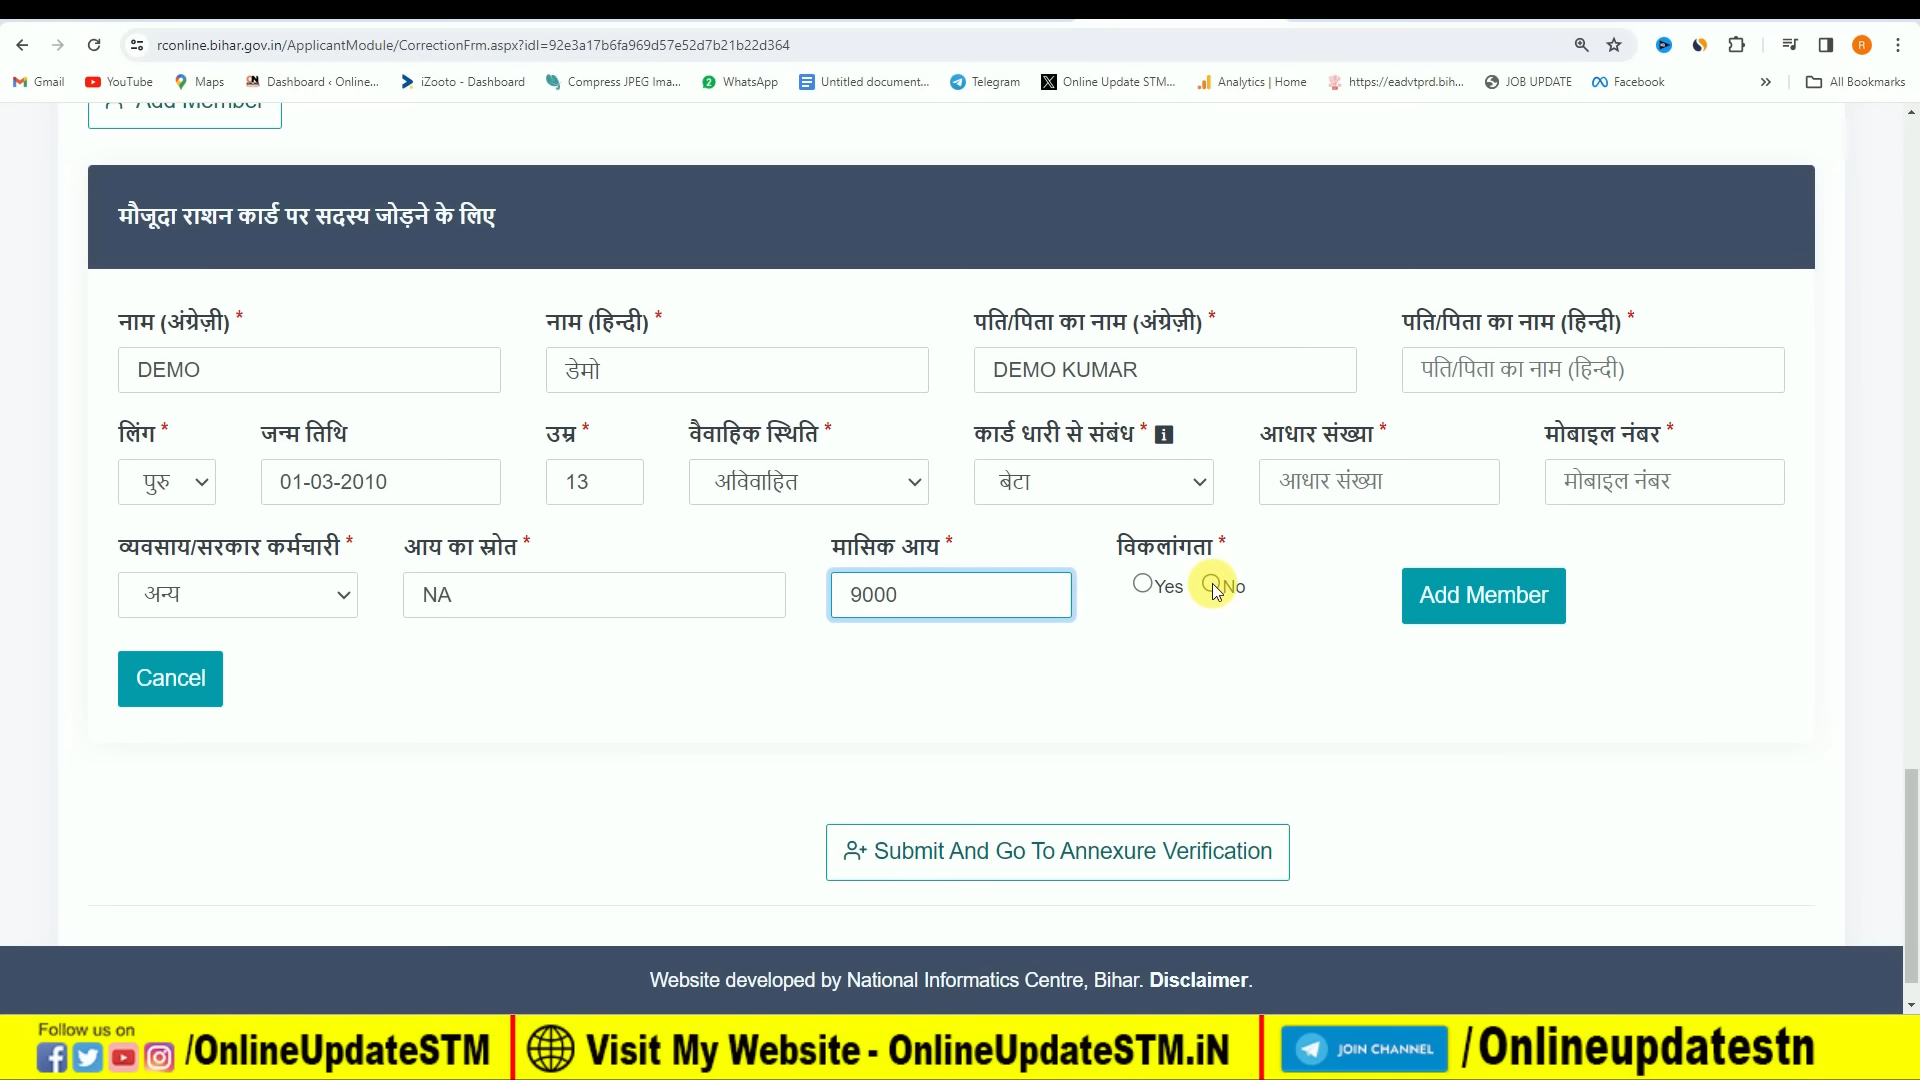 rconline.bihar.gov.in/ApplicantModule/CorrectionFrm.aspx?idl=92e3a17b6fa969d57e52d7b21b22d364
R
Gmail YouTube Maps Dashboard ‹ Online... iZooto - Dashboard Compress JPEG Ima... WhatsApp Untitled document... Telegram Online Update STM... Analytics | Home https://eadvtprd.bih... JOB UPDATE Facebook » All Bookmarks
Add Member
मौजूदा राशन कार्ड पर सदस्य जोड़ने के लिए
नाम (अंग्रेज़ी) * नाम (हिन्दी) * पति/पिता का नाम (अंग्रेज़ी) * पति/पिता का नाम (हिन्दी) *
DEMO डेमो DEMO KUMAR पति/पिता का नाम (हिन्दी)
लिंग * जन्म तिथि उम्र * वैवाहिक स्थिति * कार्ड धारी से संबंध * i आधार संख्या * मोबाइल नंबर *
पुरु 01-03-2010 13 अविवाहित बेटा आधार संख्या मोबाइल नंबर
व्यवसाय/सरकार कर्मचारी * आय का स्रोत * मासिक आय * विकलांगता *
अन्य NA 9000 Yes No Add Member
Cancel
Submit And Go To Annexure Verification
Website developed by National Informatics Centre, Bihar. Disclaimer.
Follow us on
/OnlineUpdateSTM Visit My Website - OnlineUpdateSTM.iN JOIN CHANNEL /Onlineupdatestn